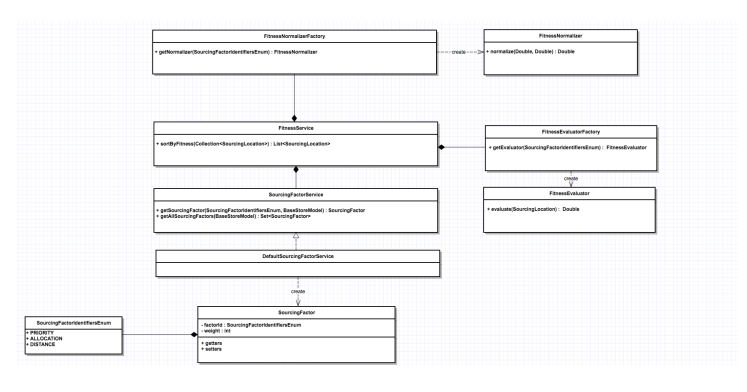 FitnessNormalizerFactory
+ getNormalizer(SourcingFactorIdentifiersEnum) : FitnessNormalizer
create
FitnessNormalizer
+ normalize(Double, Double) : Double
FitnessService
+ sortByFitness(Collection<SourcingLocation>) : List<SourcingLocation>
FitnessEvaluatorFactory
+ getEvaluator(SourcingFactorIdentifiersEnum) : FitnessEvaluator
create
FitnessEvaluator
+ evaluate(SourcingLocation) : Double
SourcingFactorService
+ getSourcingFactor(SourcingFactorIdentifiersEnum, BaseStoreModel) : SourcingFactor
+ getAllSourcingFactors(BaseStoreModel) : Set<SourcingFactor>
DefaultSourcingFactorService
create
SourcingFactor
- factorId : SourcingFactorIdentifiersEnum
- weight : int
+ getters
+ setters
SourcingFactorIdentifiersEnum
+ PRIORITY
+ ALLOCATION
+ DISTANCE